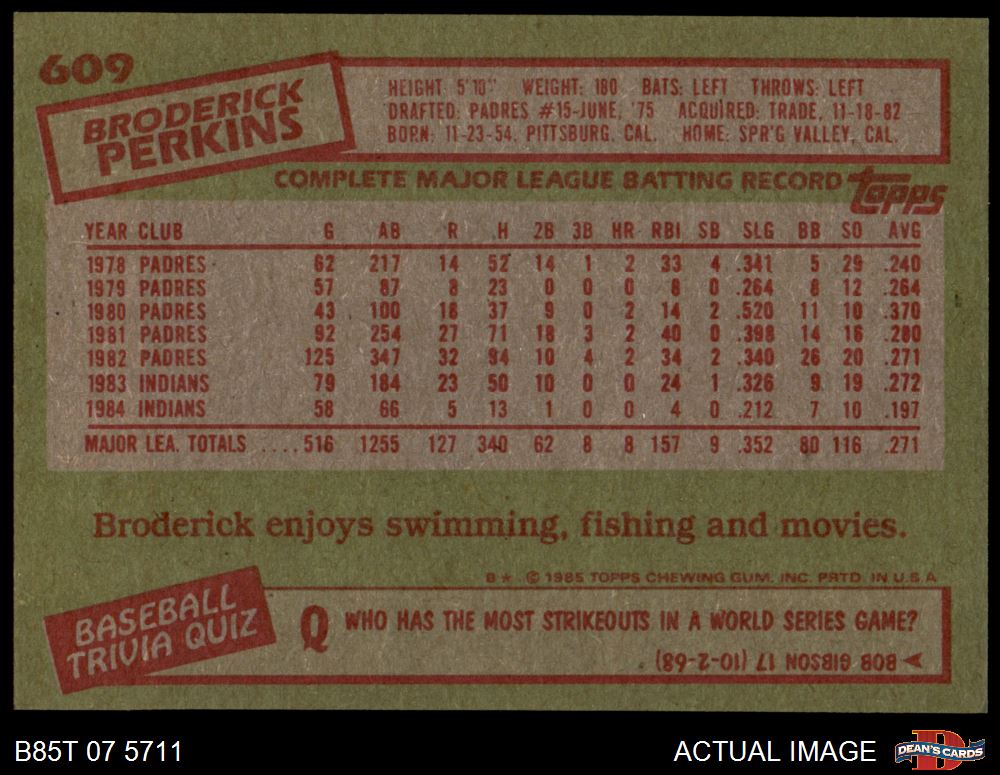 609
BRODERICK
PERKINS
HEIGHT: 5'10" WEIGHT: 180 BATS: LEFT THROWS: LEFT
DRAFTED: PADRES #15-JUNE, '75 ACQUIRED: TRADE, 11-18-82
BORN: 11-23-54, PITTSBURG, CAL. HOME: SPR'G VALLEY, CAL.
COMPLETE MAJOR LEAGUE BATTING RECORD
Topps
YEAR CLUB G AB R H 2B 3B HR RBI SB SLG BB SO AVG
1978 PADRES 62 217 14 52 14 1 2 33 4 .341 5 29 .240
1979 PADRES 57 87 8 23 0 0 0 8 0 .264 8 12 .264
1980 PADRES 43 100 18 37 9 0 2 14 2 .520 11 10 .370
1981 PADRES 92 254 27 71 18 3 2 40 0 .398 14 16 .280
1982 PADRES 125 347 32 94 10 4 2 34 2 .340 26 20 .271
1983 INDIANS 79 184 23 50 10 0 0 24 1 .326 9 19 .272
1984 INDIANS 58 66 5 13 1 0 0 4 0 .212 7 10 .197
MAJOR LEA. TOTALS ....516 1255 127 340 62 8 8 157 9 .352 80 116 .271
Broderick enjoys swimming, fishing and movies.
B* © 1985 TOPPS CHEWING GUM, INC. PRTD. IN U.S.A.
BASEBALL
TRIVIA QUIZ
Q WHO HAS THE MOST STRIKEOUTS IN A WORLD SERIES GAME?
BOB GIBSON 17 (10-2-68)
B85T 07 5711
ACTUAL IMAGE
D
DEAN'S CARDS